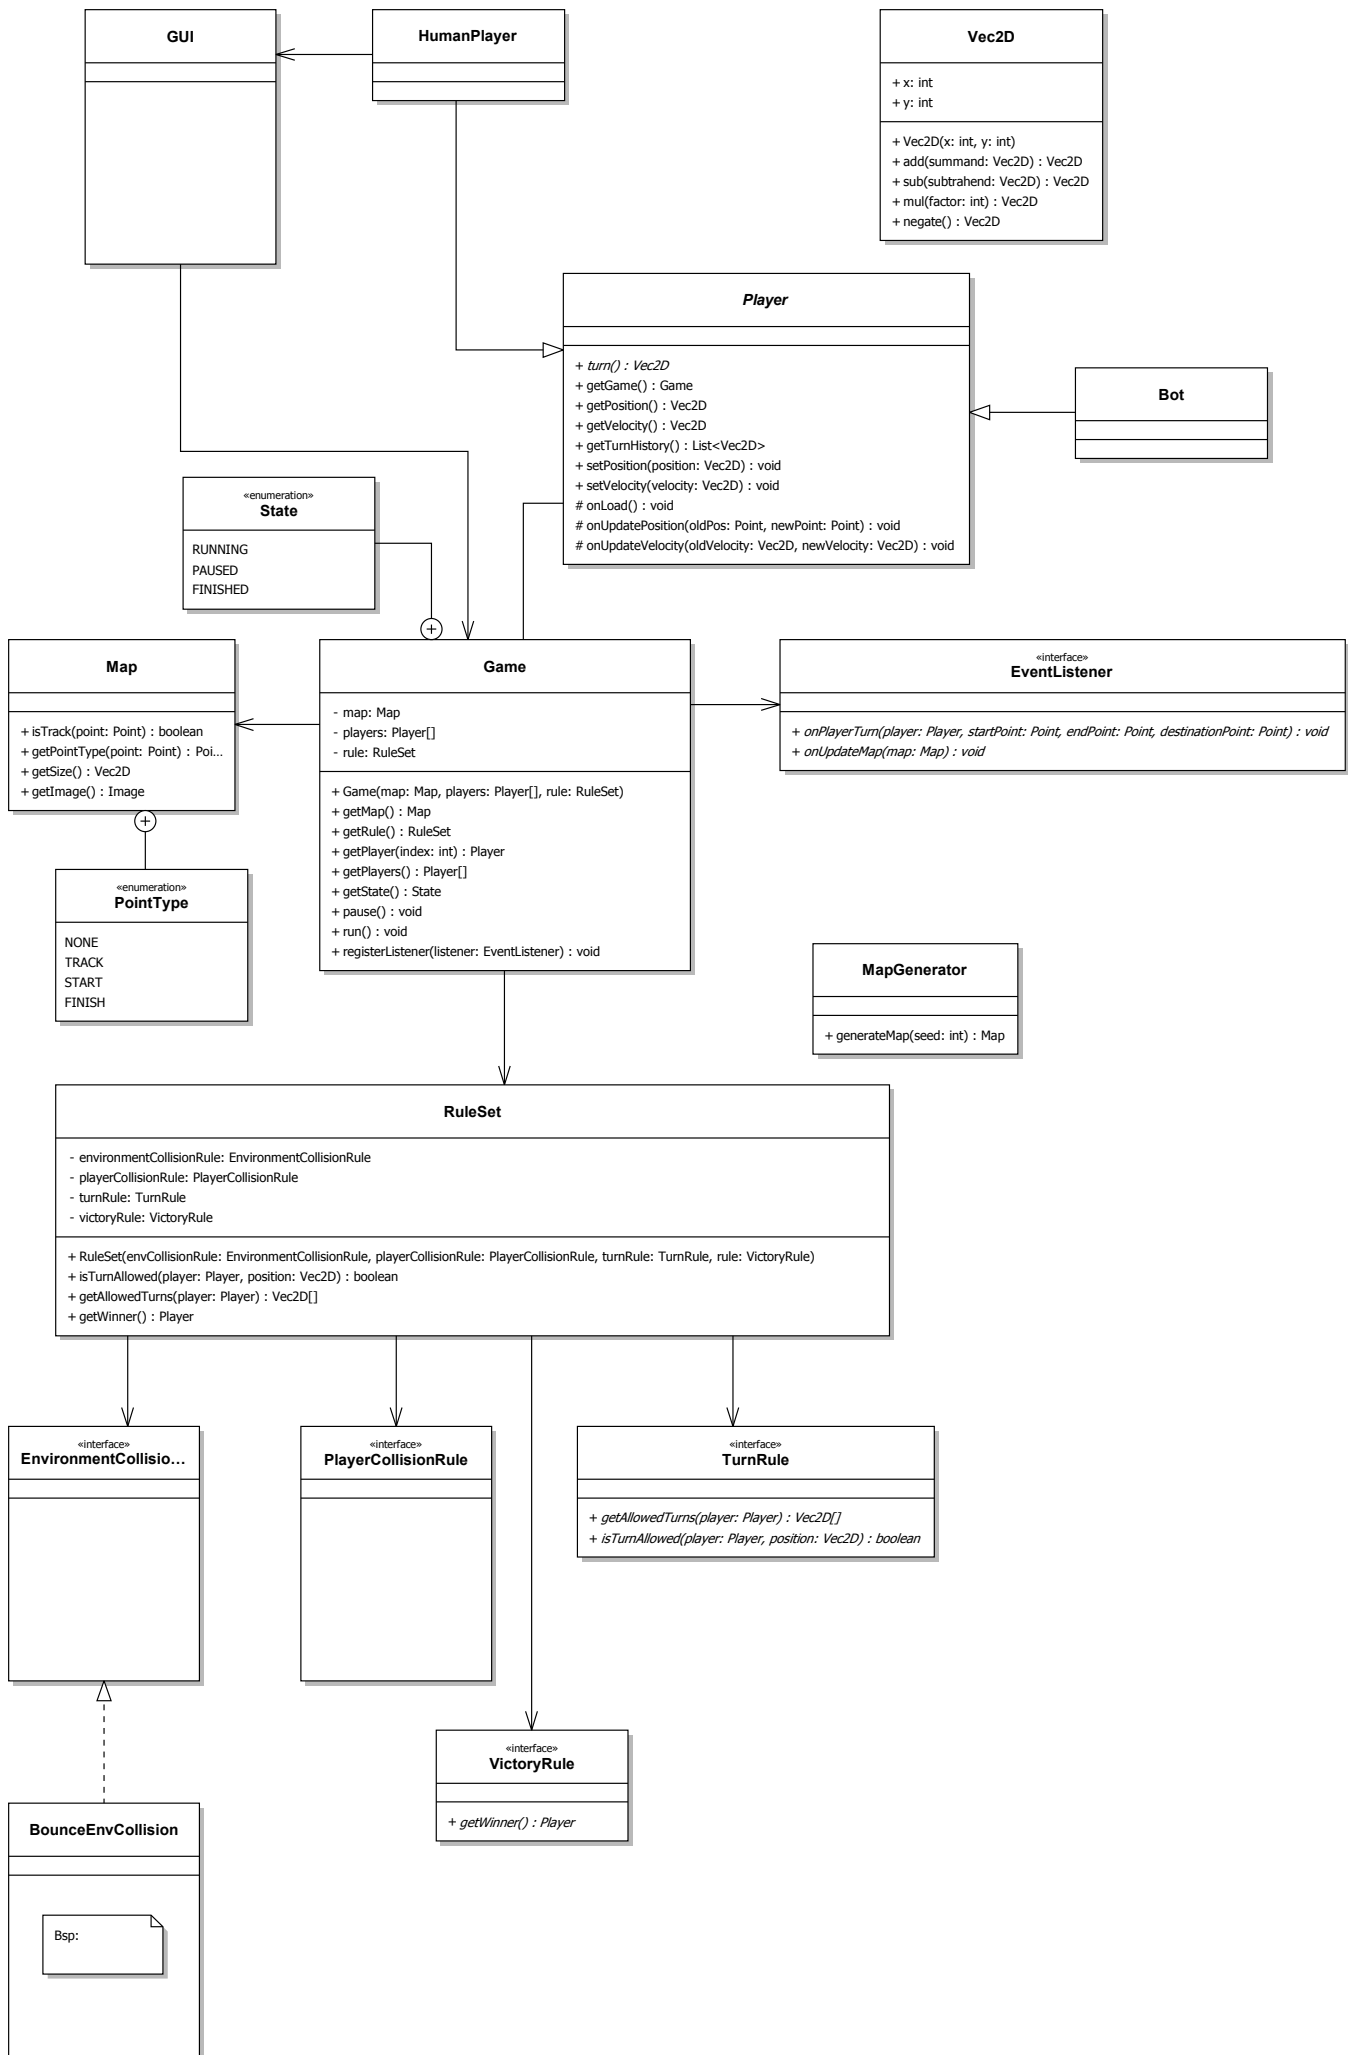 GUI
HumanPlayer
Vec2D
+ x: int
+ y: int
+ Vec2D(x: int, y: int)
+ add(summand: Vec2D) : Vec2D
+ sub(subtrahend: Vec2D) : Vec2D
+ mul(factor: int) : Vec2D
+ negate() : Vec2D
Player
+ turn() : Vec2D
+ getGame() : Game
+ getPosition() : Vec2D
+ getVelocity() : Vec2D
+ getTurnHistory() : List<Vec2D>
+ setPosition(position: Vec2D) : void
+ setVelocity(velocity: Vec2D) : void
# onLoad() : void
# onUpdatePosition(oldPos: Point, newPoint: Point) : void
# onUpdateVelocity(oldVelocity: Vec2D, newVelocity: Vec2D) : void
Bot
«enumeration»
State
RUNNING
PAUSED
FINISHED
Map
+ isTrack(point: Point) : boolean
+ getPointType(point: Point) : Poi...
+ getSize() : Vec2D
+ getImage() : Image
Game
- map: Map
- players: Player[]
- rule: RuleSet
+ Game(map: Map, players: Player[], rule: RuleSet)
+ getMap() : Map
+ getRule() : RuleSet
+ getPlayer(index: int) : Player
+ getPlayers() : Player[]
+ getState() : State
+ pause() : void
+ run() : void
+ registerListener(listener: EventListener) : void
«interface»
EventListener
+ onPlayerTurn(player: Player, startPoint: Point, endPoint: Point, destinationPoint: Point) : void
+ onUpdateMap(map: Map) : void
«enumeration»
PointType
NONE
TRACK
START
FINISH
MapGenerator
+ generateMap(seed: int) : Map
RuleSet
- environmentCollisionRule: EnvironmentCollisionRule
- playerCollisionRule: PlayerCollisionRule
- turnRule: TurnRule
- victoryRule: VictoryRule
+ RuleSet(envCollisionRule: EnvironmentCollisionRule, playerCollisionRule: PlayerCollisionRule, turnRule: TurnRule, rule: VictoryRule)
+ isTurnAllowed(player: Player, position: Vec2D) : boolean
+ getAllowedTurns(player: Player) : Vec2D[]
+ getWinner() : Player
«interface»
EnvironmentCollisio...
«interface»
PlayerCollisionRule
«interface»
TurnRule
+ getAllowedTurns(player: Player) : Vec2D[]
+ isTurnAllowed(player: Player, position: Vec2D) : boolean
«interface»
VictoryRule
+ getWinner() : Player
BounceEnvCollision
Bsp: